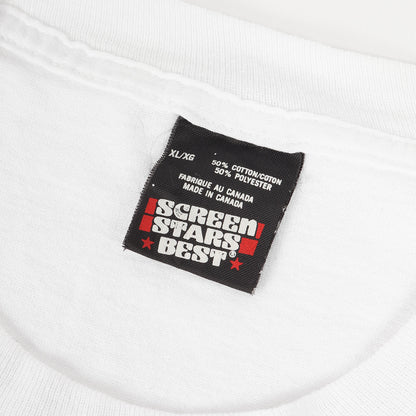 XL/XG
50% COTTON/COTON
50% POLYESTER
FABRIQUE AU CANADA
MADE IN CANADA
SCREEN
STARS
BEST®